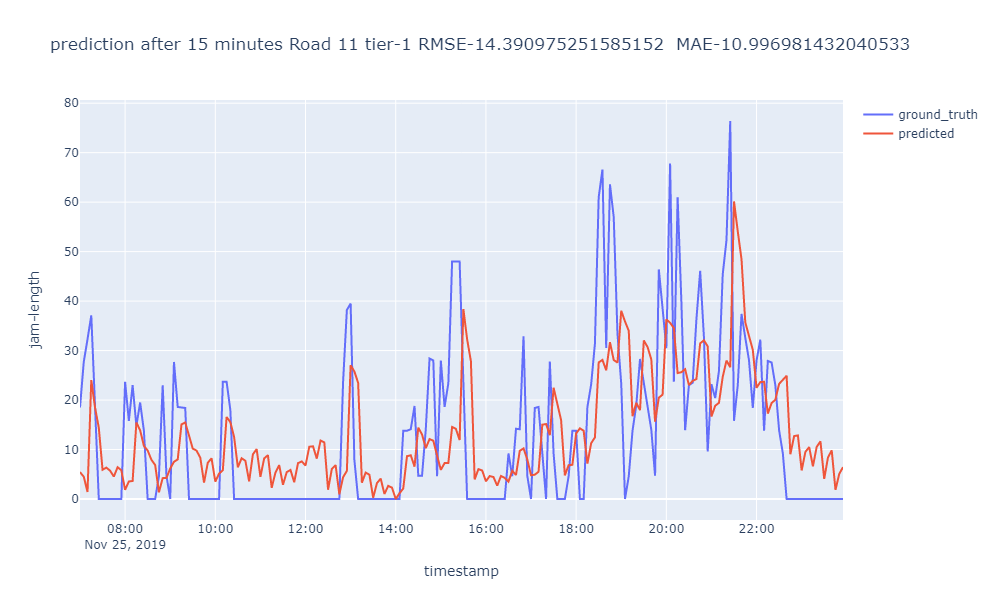 prediction after 15 minutes Road 11 tier-1 RMSE-14.390975251585152  MAE-10.996981432040533
ground_truth
predicted
jam-length
80
70
60
50
40
30
20
10
0
08:00 10:00 12:00 14:00 16:00 18:00 20:00 22:00
Nov 25, 2019
timestamp